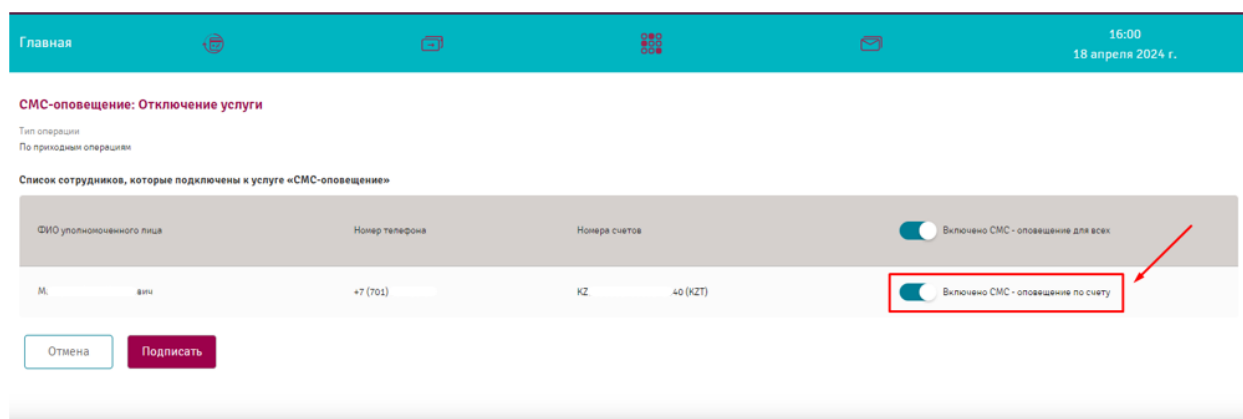 Главная
16:00
18 апреля 2024 г.
СМС-оповещение: Отключение услуги
Тип операции
По приходным операциям
Список сотрудников, которые подключены к услуге «СМС-оповещение»
ФИО уполномоченного лица Номер телефона Номера счетов Включено СМС - оповещение для всех
М. вич +7 (701) KZ 40 (KZT) Включено СМС - оповещение по счету
Отмена Подписать